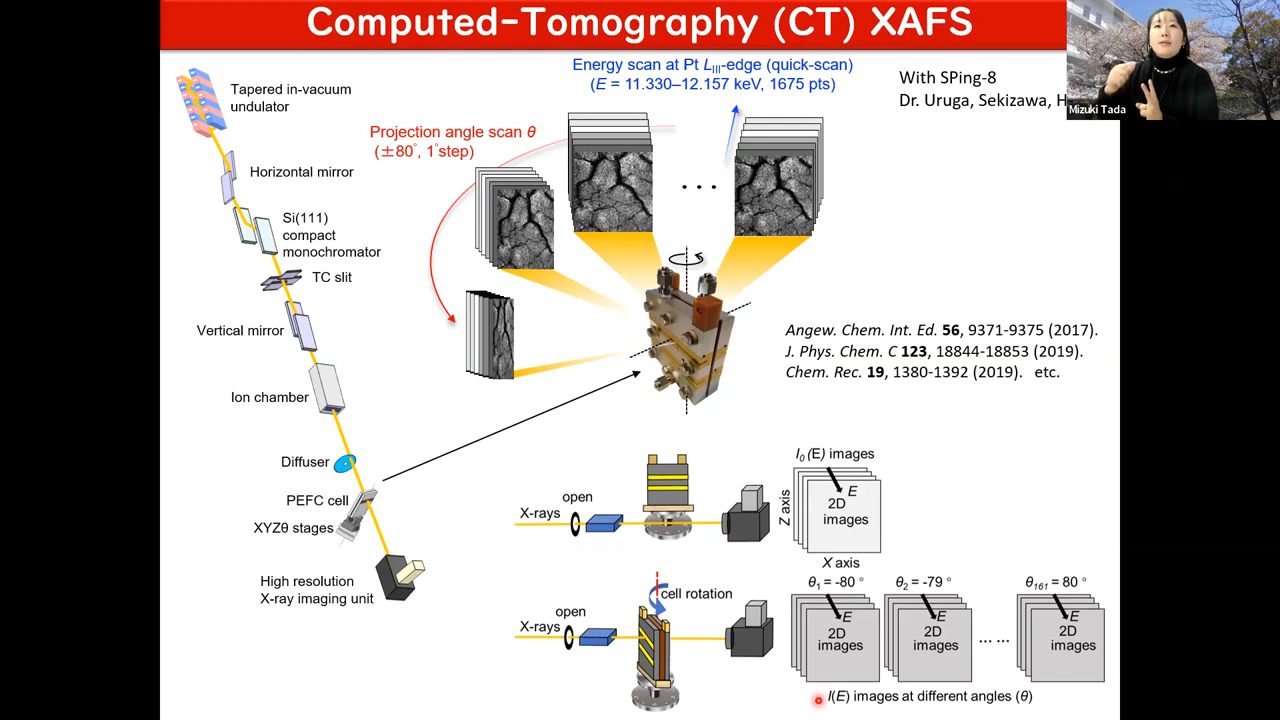 Computed-Tomography (CT) XAFS
Energy scan at Pt LIII-edge (quick-scan)
(E = 11.330–12.157 keV, 1675 pts)
With SPing-8
Dr. Uruga, Sekizawa, H
Mizuki Tada
Tapered in-vacuum
undulator
Projection angle scan θ
(±80°, 1°step)
Horizontal mirror
Si(111)
compact
monochromator
TC slit
Vertical mirror
Ion chamber
Diffuser
PEFC cell
XYZθ stages
High resolution
X-ray imaging unit
Angew. Chem. Int. Ed. 56, 9371-9375 (2017).
J. Phys. Chem. C 123, 18844-18853 (2019).
Chem. Rec. 19, 1380-1392 (2019). etc.
open
X-rays
I0 (E) images
Z axis
E
2D
images
X axis
cell rotation
open
X-rays
θ1 = -80 °
θ2 = -79 °
θ161 = 80 °
E
2D
images
E
2D
images
... ...
E
2D
images
I(E) images at different angles (θ)